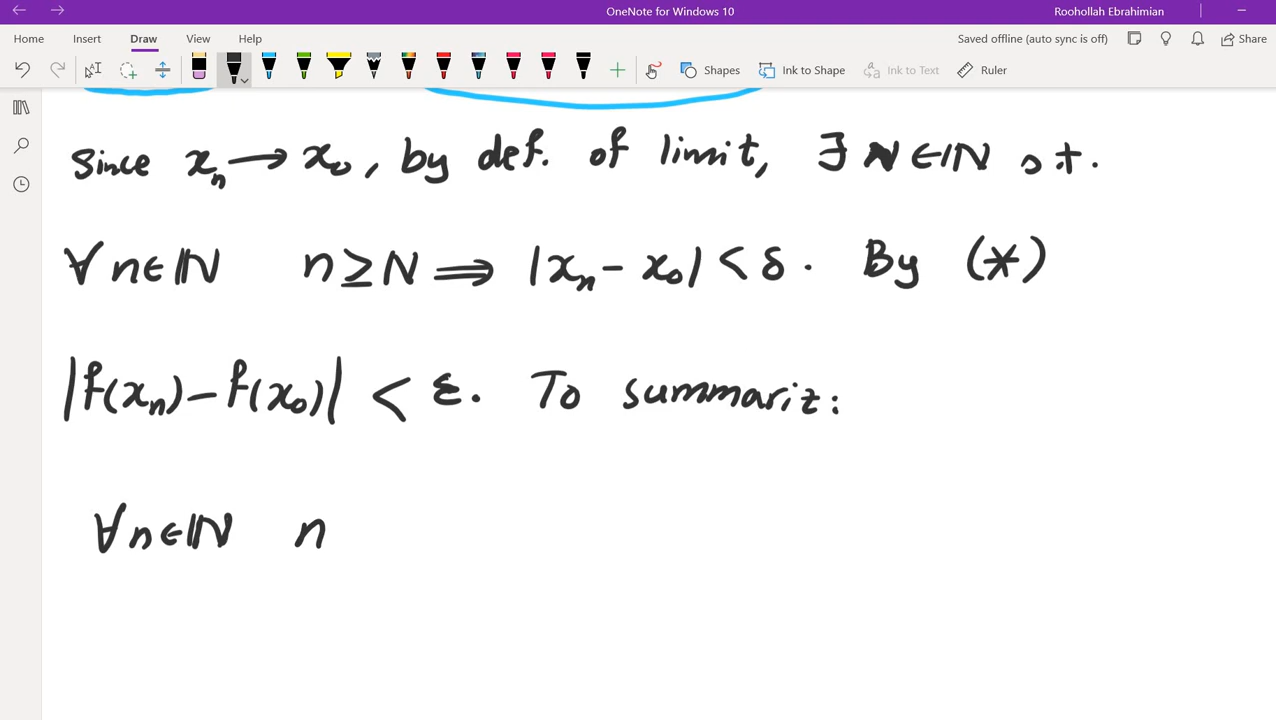 OneNote for Windows 10
Roohollah Ebrahimian
Home Insert Draw View Help
Saved offline (auto sync is off)
Share
Shapes
Ink to Shape
Ink to Text
Ruler
Since xₙ → x₀, by def. of limit, ∃ N ∈ ℕ s t.
∀ n ∈ ℕ n ≥ N ⟹ |xₙ - x₀| < δ. By (*)
|f(xₙ) - f(x₀)| < ε. To summariz:
∀ n ∈ ℕ n